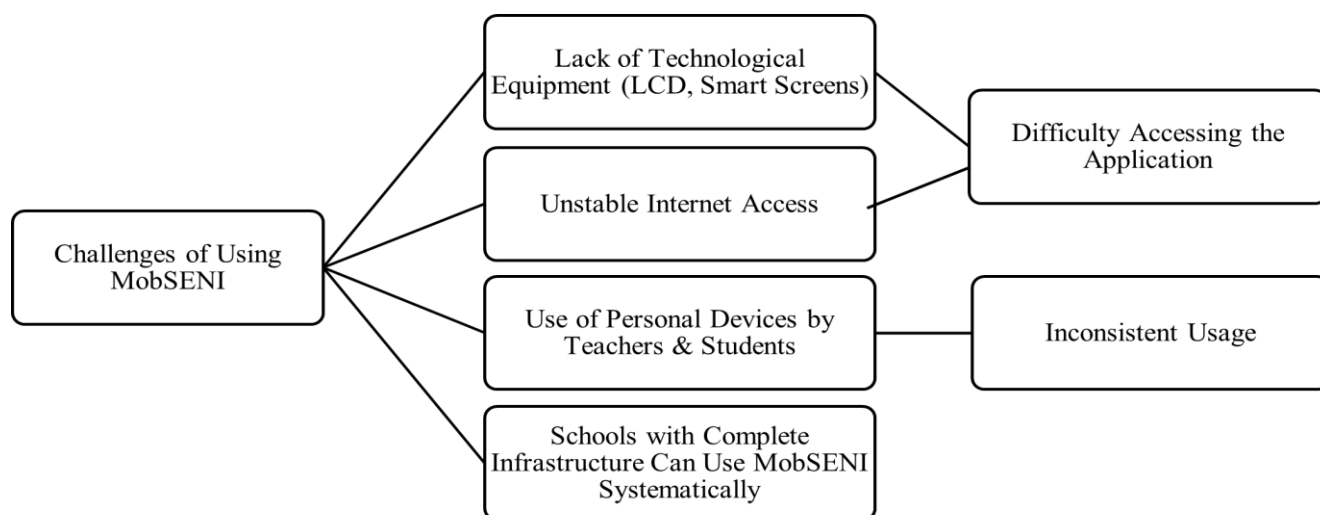 Challenges of Using
MobSENI
Lack of Technological
Equipment (LCD, Smart Screens)
Unstable Internet Access
Use of Personal Devices by
Teachers & Students
Schools with Complete
Infrastructure Can Use MobSENI
Systematically
Difficulty Accessing the
Application
Inconsistent Usage